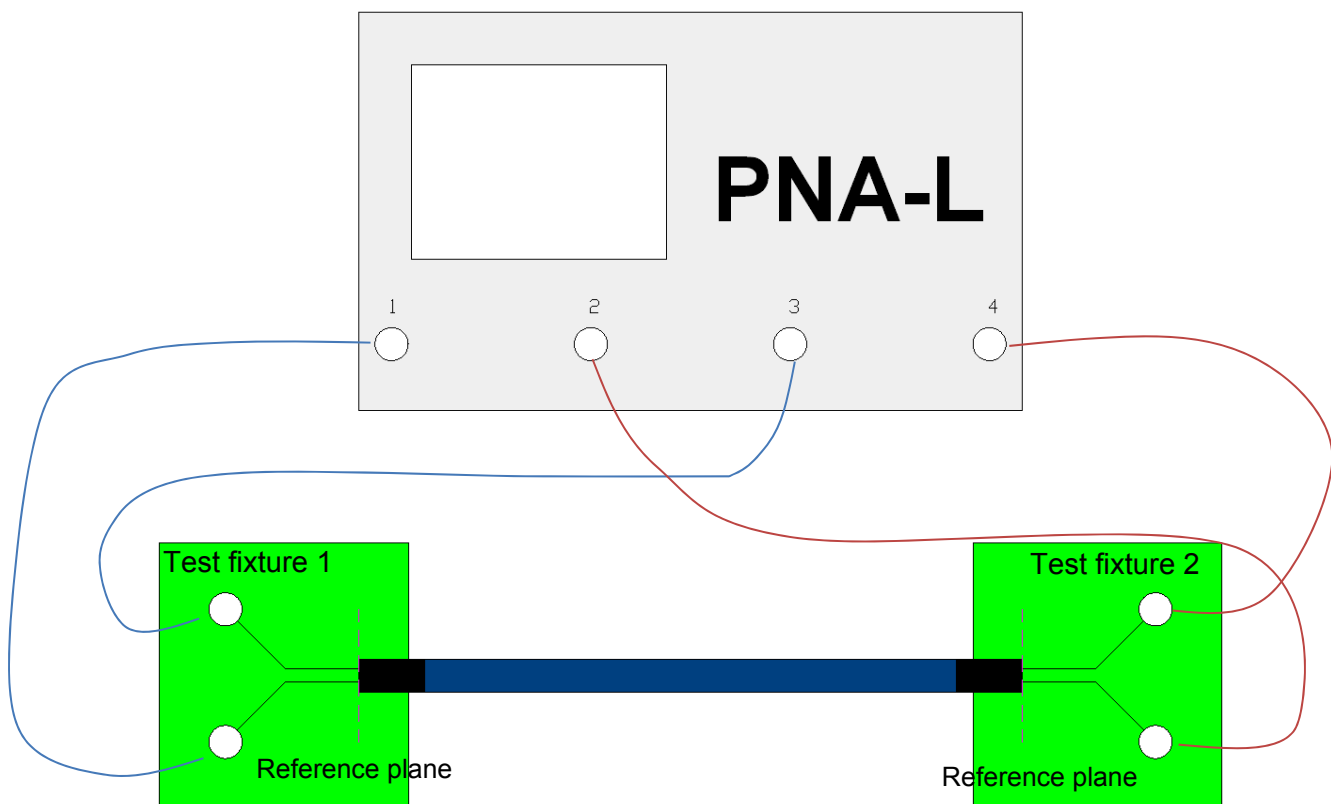 PNA-L
1 2 3 4
Test fixture 1
Test fixture 2
Reference plane
Reference plane